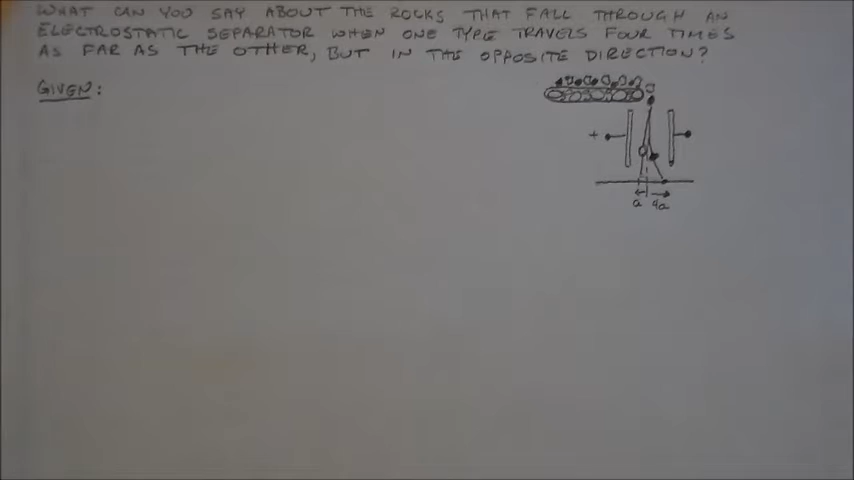 WHAT CAN YOU SAY ABOUT THE ROCKS THAT FALL THROUGH AN
ELECTROSTATIC SEPARATOR WHEN ONE TYPE TRAVELS FOUR TIMES
AS FAR AS THE OTHER, BUT IN THE OPPOSITE DIRECTION?
GIVEN:
+
a 4a